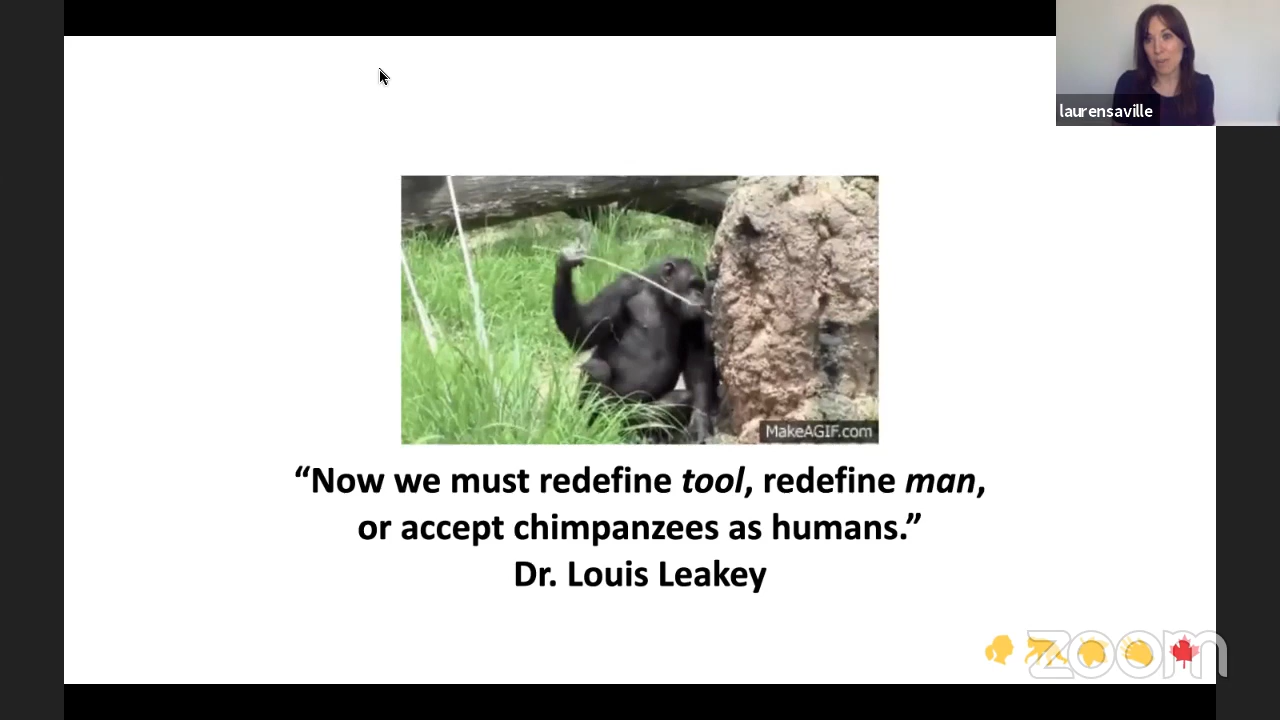 laurensaville
MakeAGIF.com
“Now we must redefine tool, redefine man,
or accept chimpanzees as humans.”
Dr. Louis Leakey
zoom